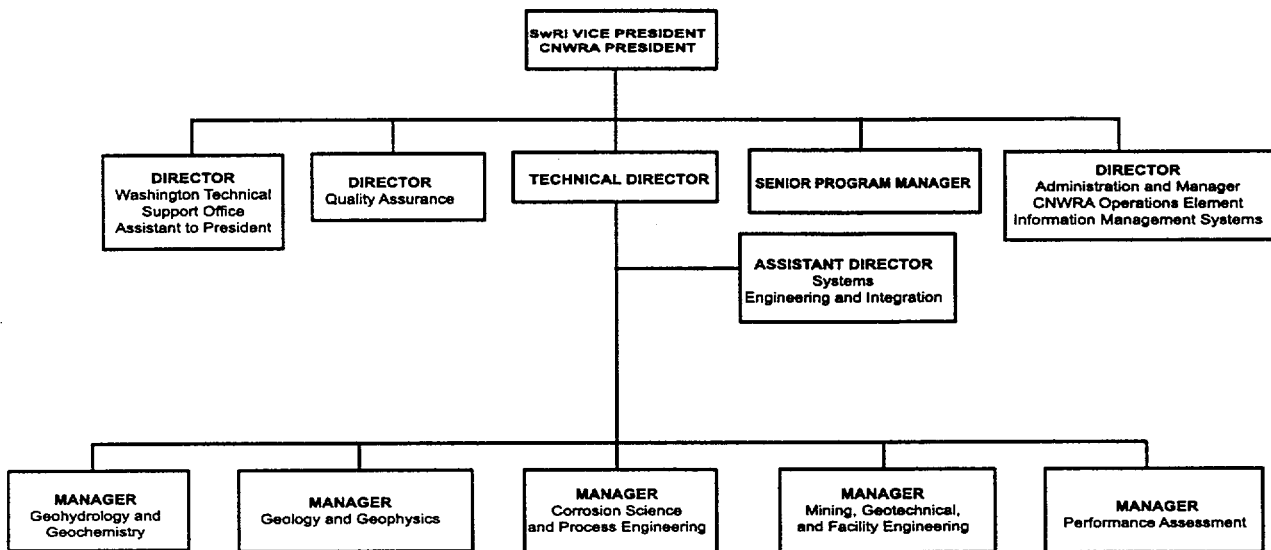 SwRI VICE PRESIDENT
CNWRA PRESIDENT
DIRECTOR
Washington Technical
Support Office
Assistant to President
DIRECTOR
Quality Assurance
TECHNICAL DIRECTOR
SENIOR PROGRAM MANAGER
DIRECTOR
Administration and Manager
CNWRA Operations Element
Information Management Systems
ASSISTANT DIRECTOR
Systems
Engineering and Integration
MANAGER
Geohydrology and
Geochemistry
MANAGER
Geology and Geophysics
MANAGER
Corrosion Science
and Process Engineering
MANAGER
Mining, Geotechnical,
and Facility Engineering
MANAGER
Performance Assessment